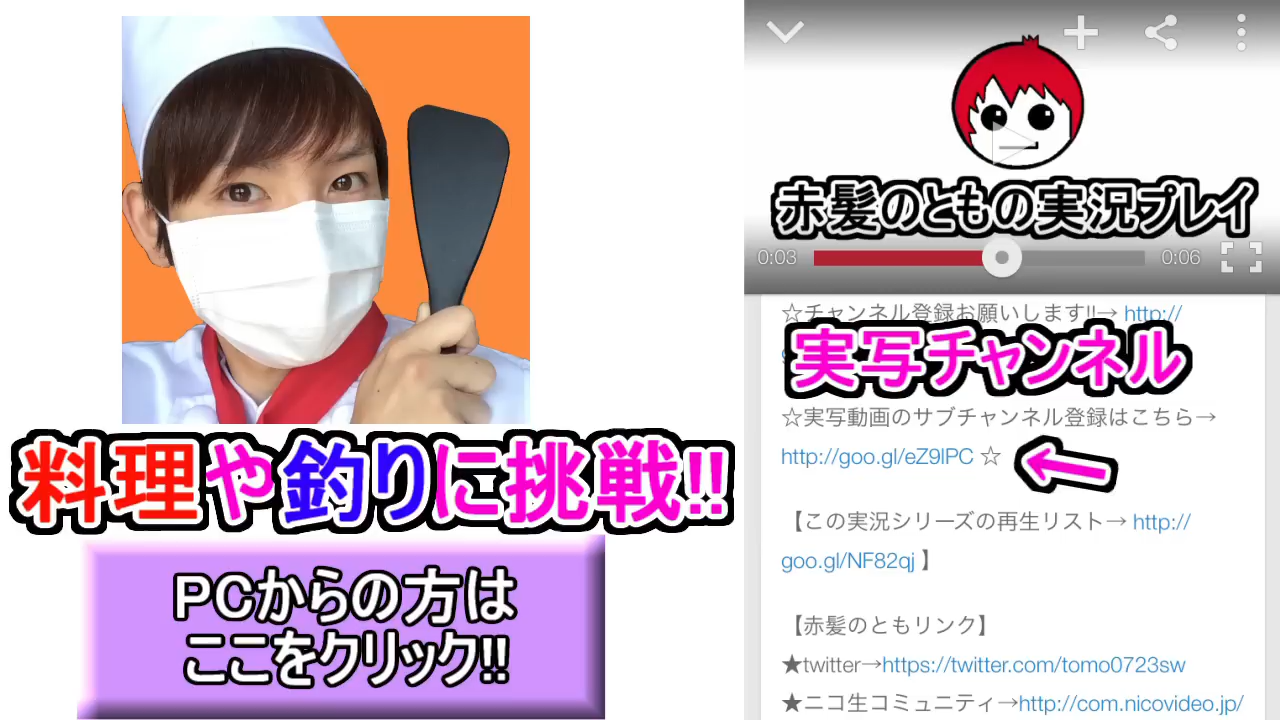 料理や釣りに挑戦!!
PCからの方は
ここをクリック!!
赤髪のともの実況プレイ
0:03
0:06
☆チャンネル登録お願いします!!→ http://
実写チャンネル
☆実写動画のサブチャンネル登録はこちら→
http://goo.gl/eZ9lPC ☆
【この実況シリーズの再生リスト→ http://
goo.gl/NF82qj 】
【赤髪のともリンク】
★twitter→https://twitter.com/tomo0723sw
★ニコ生コミュニティ→http://com.nicovideo.jp/